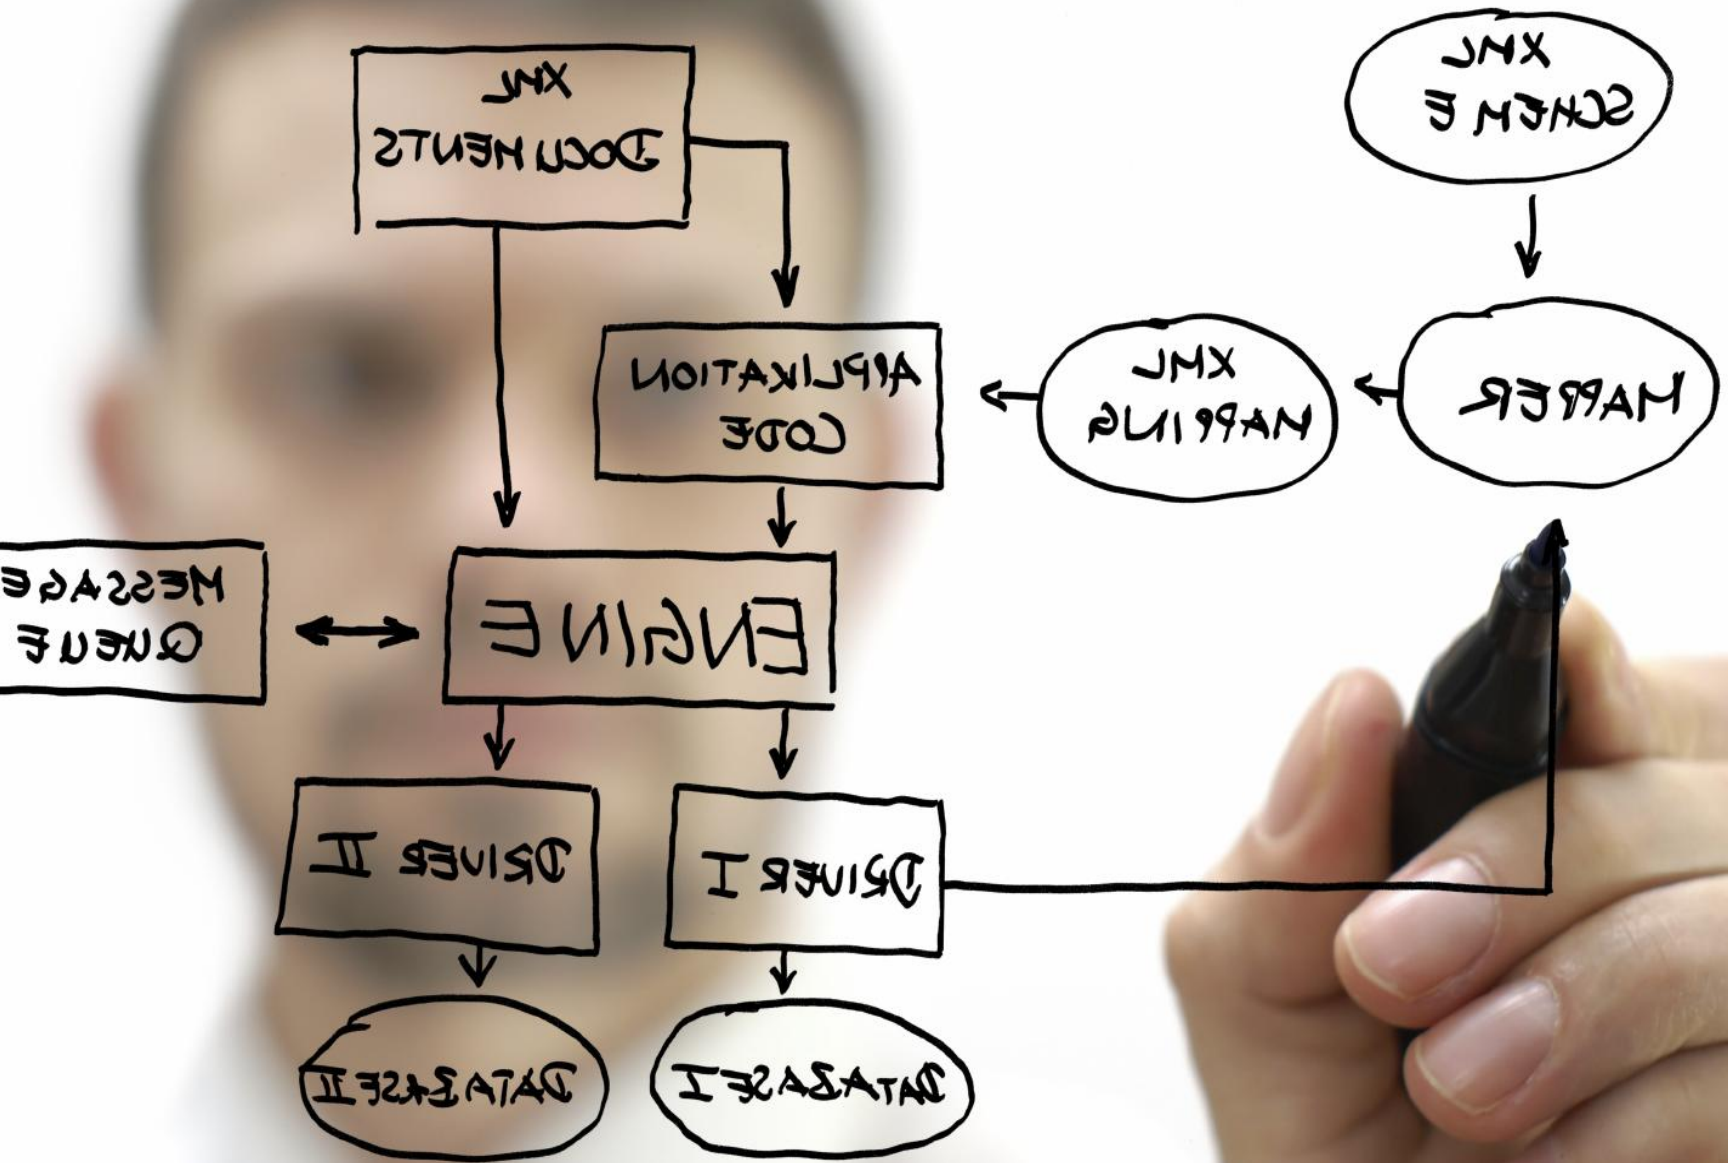 XML
DOCUMENTS
XML
SCHEME
APPLIKATION
CODE
XML
MAPPING
MAPPER
MESSAGE
QUEUE
ENGINE
DRIVER II
DRIVER I
DATABASE II
DATABASE I